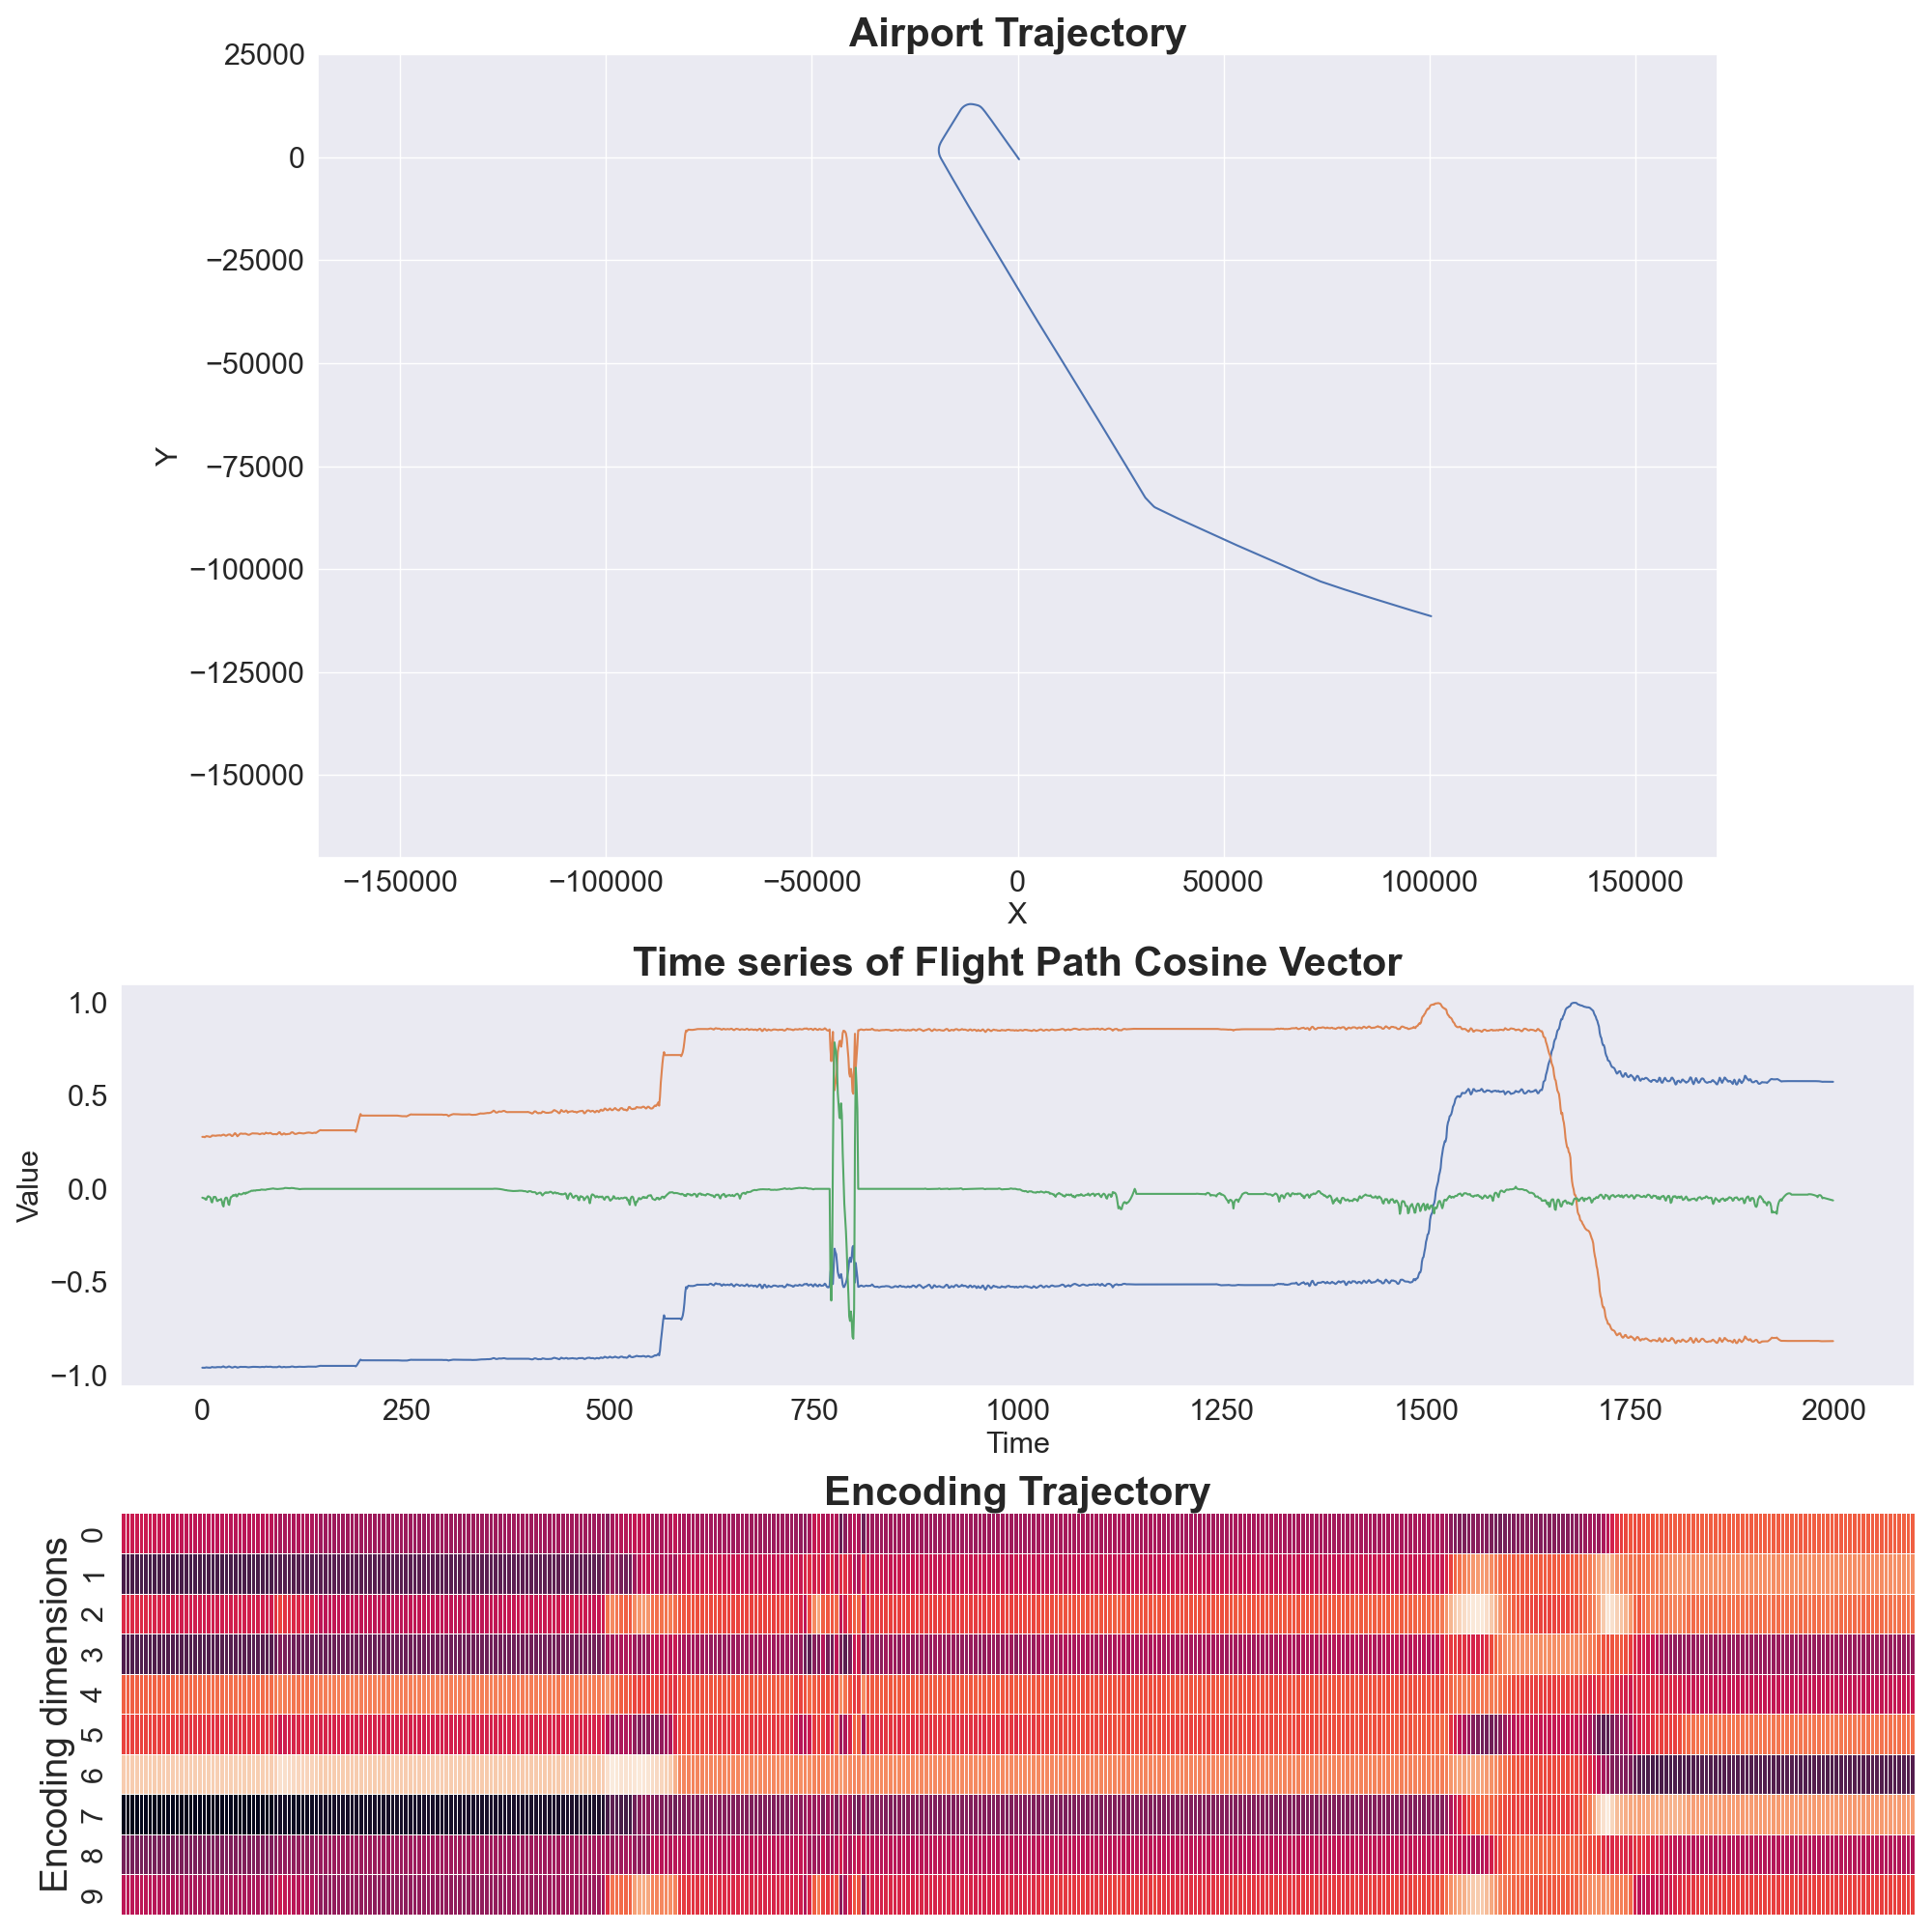 Airport Trajectory
25000
0
−25000
−50000
−75000
−100000
−125000
−150000
Y
−150000 −100000 −50000 0 50000 100000 150000
X
Time series of Flight Path Cosine Vector
1.0
0.5
0.0
−0.5
−1.0
Value
0 250 500 750 1000 1250 1500 1750 2000
Time
Encoding Trajectory
Encoding dimensions
0
1
2
3
4
5
6
7
8
9